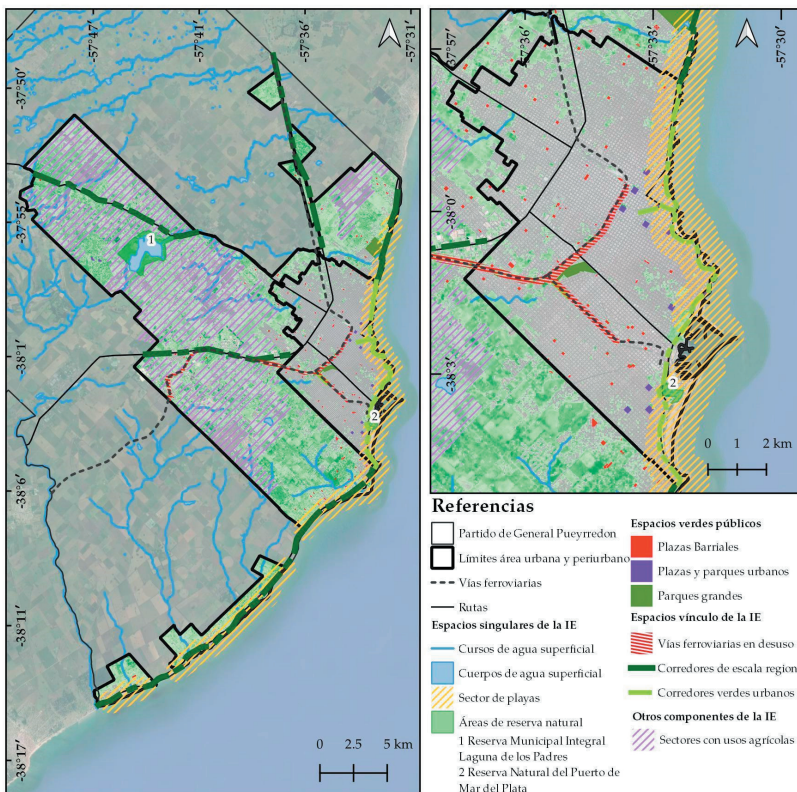 -57°47
-57°41
-57°36
-57°31
-37°50
-37°55
-38°1
-38°6
-38°11
-38°17
1
2
0 2.5 5 km
-37°57
-57°36
-57°33
-57°30
-38°0
-38°3
2
0 1 2 km
Referencias
Partido de General Pueyrredon
Límites área urbana y periurbano
Vías ferroviarias
Rutas
Espacios singulares de la IE
Cursos de agua superficial
Cuerpos de agua superficial
Sector de playas
Áreas de reserva natural
1 Reserva Municipal Integral
Laguna de los Padres
2 Reserva Natural del Puerto de
Mar del Plata
Espacios verdes públicos
Plazas Barriales
Plazas y parques urbanos
Parques grandes
Espacios vínculo de la IE
Vías ferroviarias en desuso
Corredores de escala region
Corredores verdes urbanos
Otros componentes de la IE
Sectores con usos agrícolas